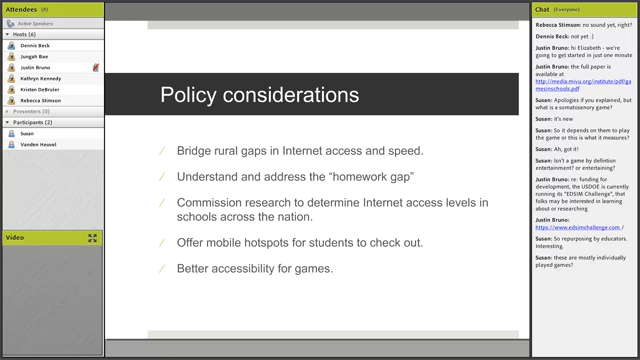 Attendees (8)
Active Speakers
Hosts (6)
Dennis Beck
Jungah Bae
Justin Bruno
Kathryn Kennedy
Kristen DeBruler
Rebecca Stimson
Presenters (0)
Participants (2)
Susan
Vanden Heuvel
Video
Policy considerations
Bridge rural gaps in Internet access and speed.
Understand and address the “homework gap”
Commission research to determine Internet access levels in
schools across the nation.
Offer mobile hotspots for students to check out.
Better accessibility for games.
Chat (Everyone)
Rebecca Stimson: no sound yet, right?
Dennis Beck: not yet :)
Justin Bruno: hi Elizabeth - we're
going to get started in just one minute
Justin Bruno: the full paper is
available at
http://media.mivu.org/institute/pdf/ga
mesinschools.pdf
Susan: Apologies if you explained, but
what is a somatosensory game?
Susan: it's new
Susan: So it depends on them to play
the game or this is what it measures?
Susan: Ah, got it!
Susan: Isn't a game by defintion
entertainment? or entertaining?
Justin Bruno: re: funding for
development, the USDOE is currently
running its "EDSIM Challenge", that
folks may be interested in learning
about or researching
Justin Bruno:
https://www.edsimchallenge.com /
Susan: So repurposing by educators.
Interesting.
Susan: these are mostly individually
played games?